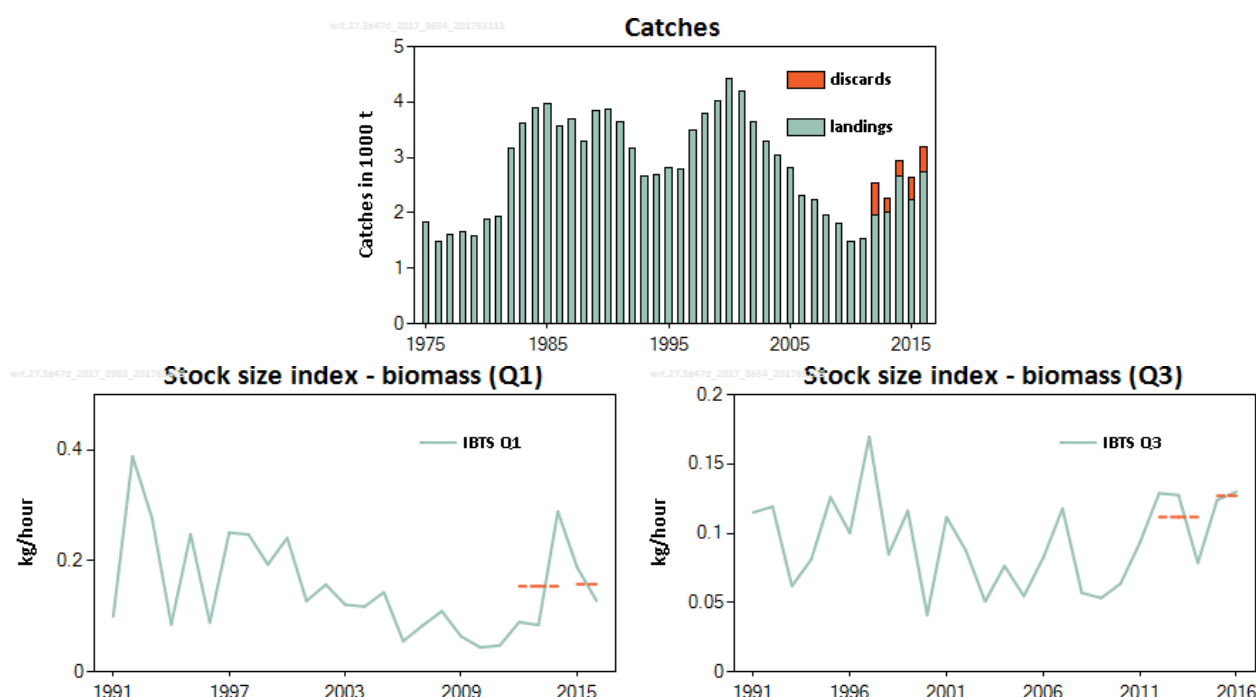 wit.27.3a47d_2017_8654_201753113
Catches
5
4
3
2
1
0
Catches in 1000 t
discards
landings
1975
1985
1995
2005
2015
Stock size index - biomass (Q1)
0.4
0.2
0
kg/hour
IBTS Q1
1991
1997
2003
2009
2015
Stock size index - biomass (Q3)
0.2
0.15
0.1
0.05
0
kg/hour
IBTS Q3
1991
1996
2001
2006
2011
2016